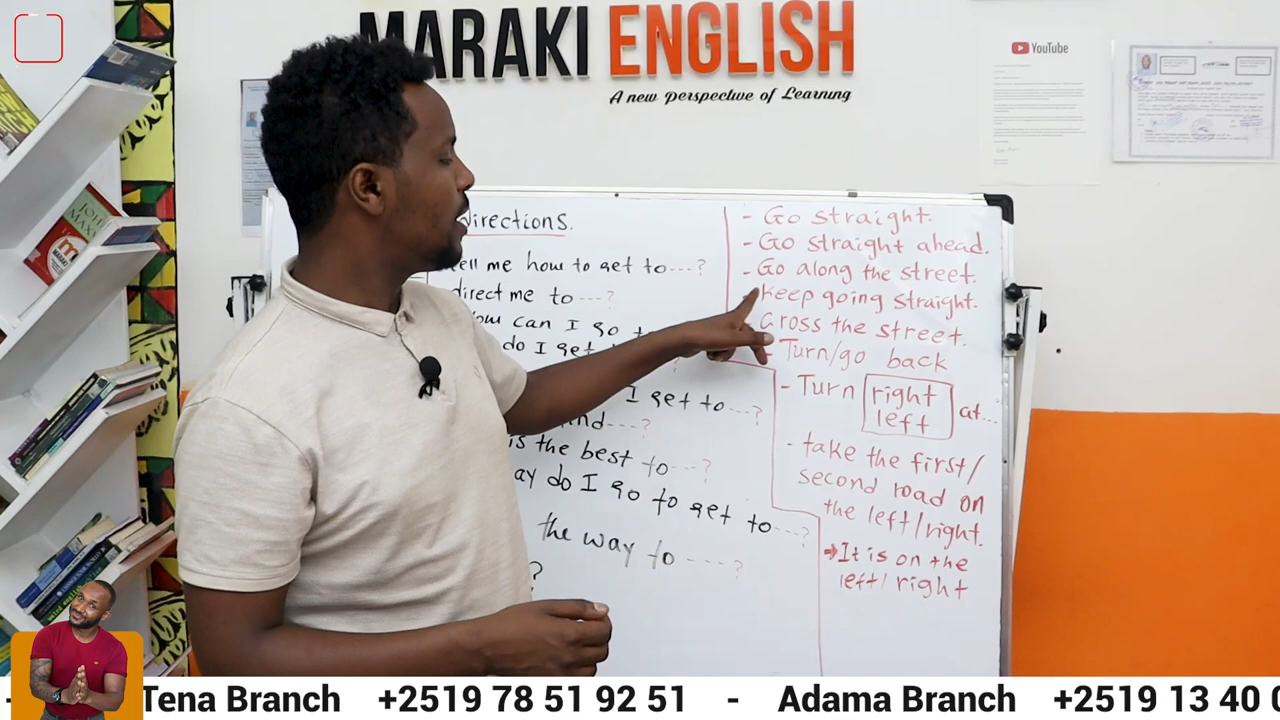 MARAKI ENGLISH
A new perspective of Learning
YouTube
directions.
tell me how to get to---?
direct me to ---?
how can I go to
do I get
I get to---?
---?
is the best to---?
way do I go to get to---?
the way to ----?
?
- Go straight.
- Go straight ahead.
- Go along the street.
- keep going straight.
- cross the street.
- Turn/go back
- Turn right
left at...
- take the first/
second road on
the left/right.
It is on the
left/right
Tena Branch +2519 78 51 92 51 - Adama Branch +2519 13 40